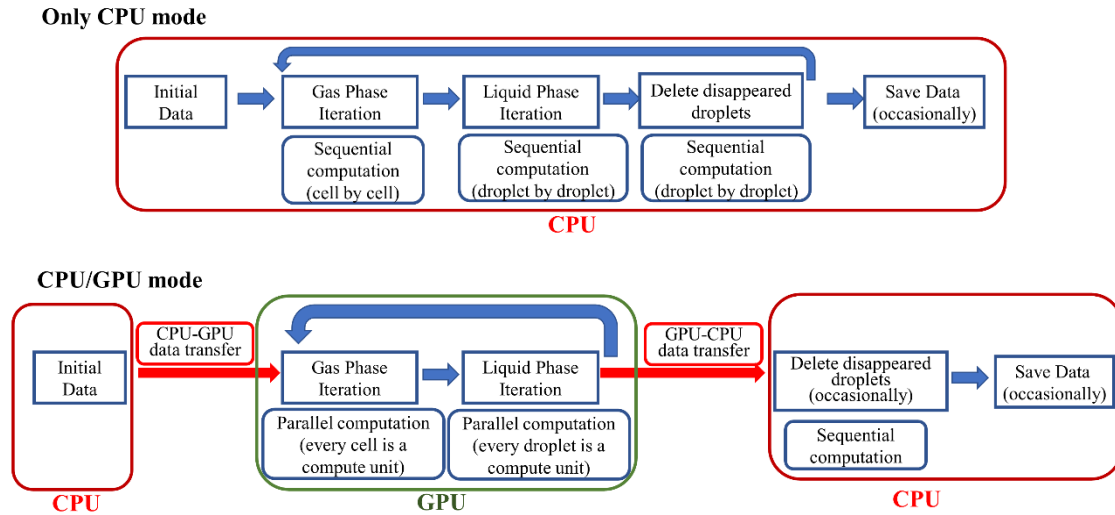 Only CPU mode
Initial
Data
Gas Phase
Iteration
Liquid Phase
Iteration
Delete disappeared
droplets
Save Data
(occasionally)
Sequential
computation
(cell by cell)
Sequential
computation
(droplet by droplet)
Sequential
computation
(droplet by droplet)
CPU
CPU/GPU mode
Initial
Data
CPU-GPU
data transfer
Gas Phase
Iteration
Liquid Phase
Iteration
GPU-CPU
data transfer
Delete disappeared
droplets
(occasionally)
Save Data
(occasionally)
Parallel computation
(every cell is a
compute unit)
Parallel computation
(every droplet is a
compute unit)
Sequential
computation
CPU
GPU
CPU